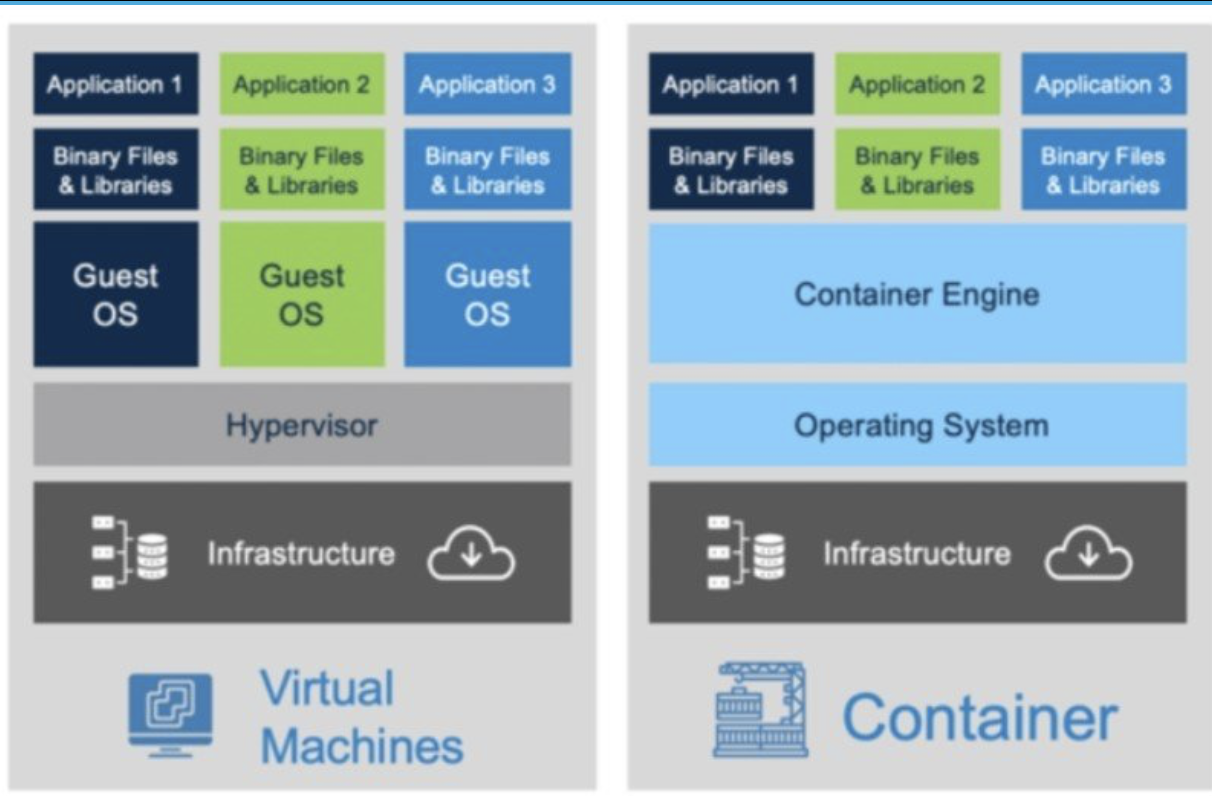 Application 1
Application 2
Application 3
Binary Files
& Libraries
Binary Files
& Libraries
Binary Files
& Libraries
Guest
OS
Guest
OS
Guest
OS
Hypervisor
Infrastructure
Virtual
Machines
Application 1
Application 2
Application 3
Binary Files
& Libraries
Binary Files
& Libraries
Binary Files
& Libraries
Container Engine
Operating System
Infrastructure
Container